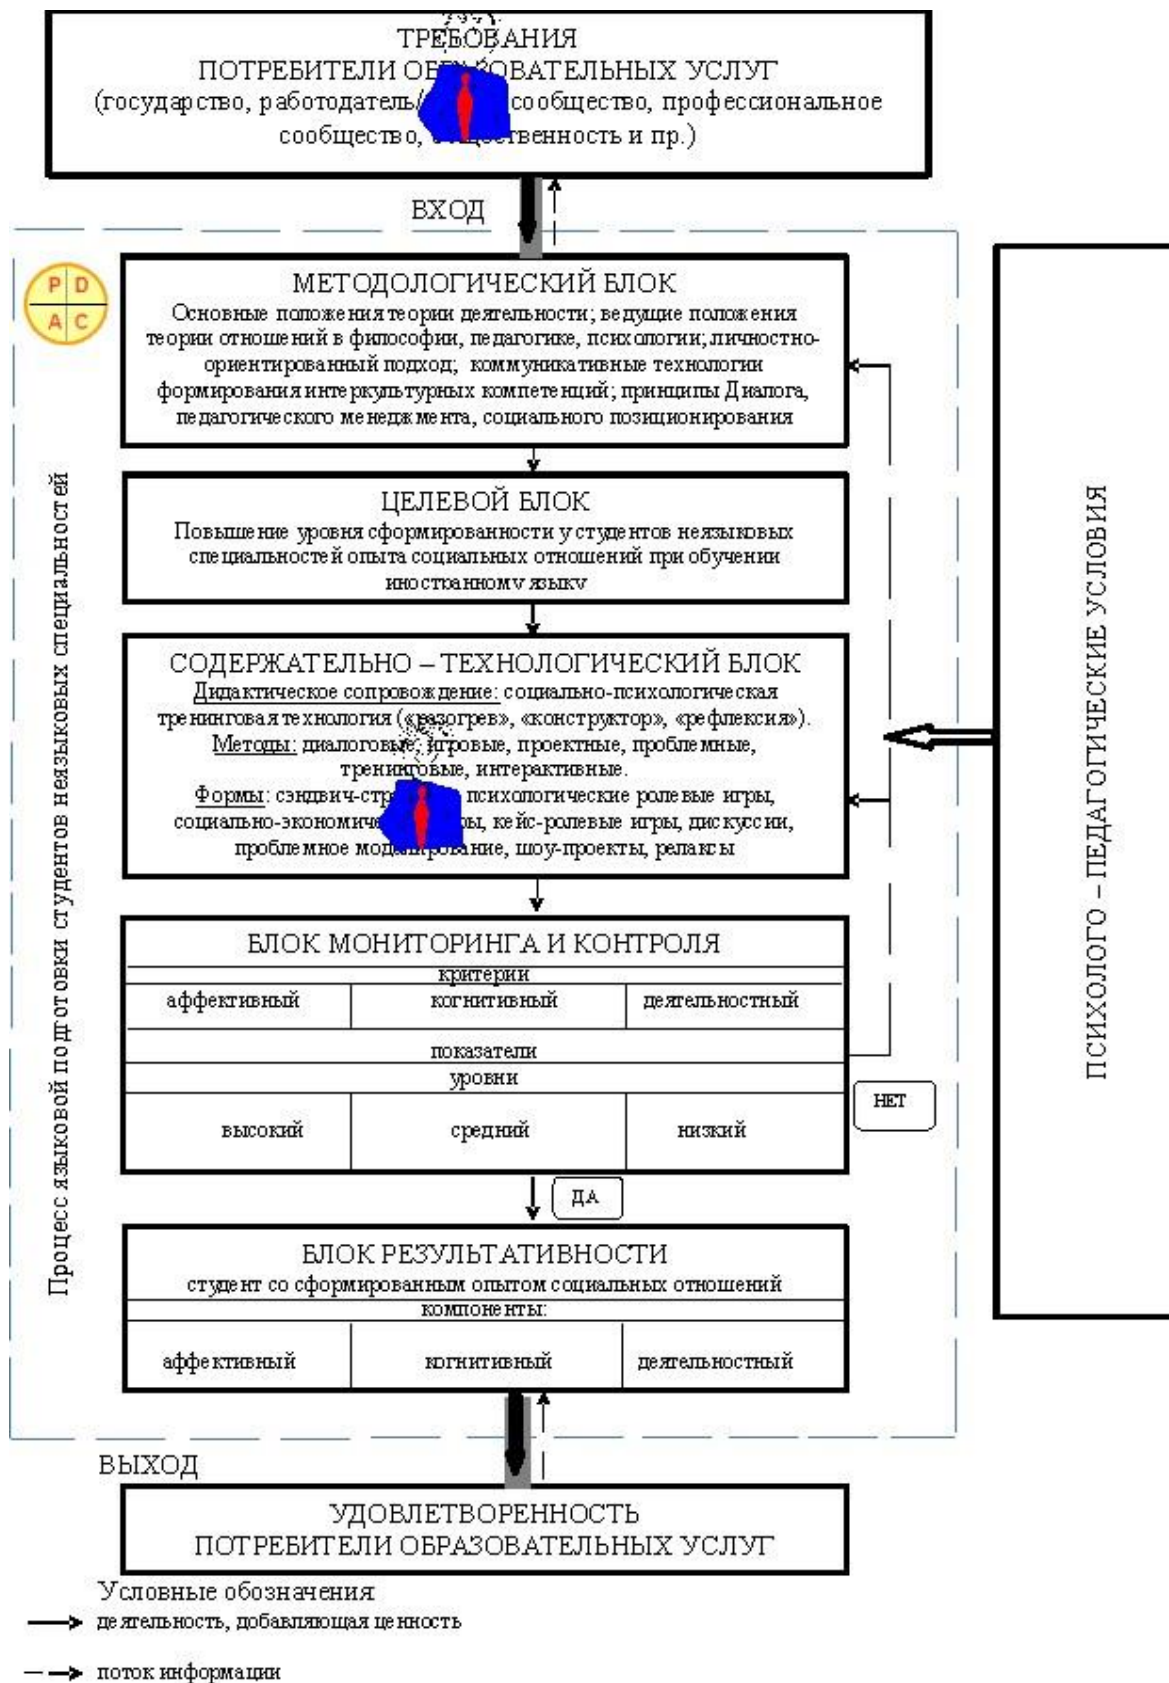 ТРЕБОВАНИЯ
ПОТРЕБИТЕЛИ ОБРАЗОВАТЕЛЬНЫХ УСЛУГ
(государство, работодатель/ сообщество, профессиональное
сообщество, общественность и пр.)
ВХОД
P D
A C
МЕТОДОЛОГИЧЕСКИЙ БЛОК
Основные положения теории деятельности; ведущие положения
теории отношений в философии, педагогике, психологии; личностно-
ориентированный подход; коммуникативные технологии
формирования интеркультурных компетенций; принципы Диалога,
педагогического менеджмента, социального позиционирования
ЦЕЛЕВОЙ БЛОК
Повышение уровня сформированности у студентов неязыковых
специальностей опыта социальных отношений при обучении
иностранному языку
СОДЕРЖАТЕЛЬНО – ТЕХНОЛОГИЧЕСКИЙ БЛОК
Дидактическое сопровождение: социально-психологическая
тренинговая технология («разогрев», «конструктор», «рефлексия»).
Методы: диалоговые, игровые, проектные, проблемные,
тренинговые, интерактивные.
Формы: сэндвич- психологические ролевые игры,
кейс-ролевые игры, дискуссии,
проблемное моделирование, шоу-проекты, релаксы
БЛОК МОНИТОРИНГА И КОНТРОЛЯ
критерии
аффективный когнитивный деятельностный
показатели
уровни
высокий средний низкий
НЕТ
ДА
БЛОК РЕЗУЛЬТАТИВНОСТИ
студент со сформированным опытом социальных отношений
компоненты:
аффективный когнитивный деятельностный
Процесс языковой подготовки студентов неязыковых специальностей
ПСИХОЛОГО – ПЕДАГОГИЧЕСКИЕ УСЛОВИЯ
ВЫХОД
УДОВЛЕТВОРЕННОСТЬ
ПОТРЕБИТЕЛИ ОБРАЗОВАТЕЛЬНЫХ УСЛУГ
Условные обозначения
деятельность, добавляющая ценность
поток информации